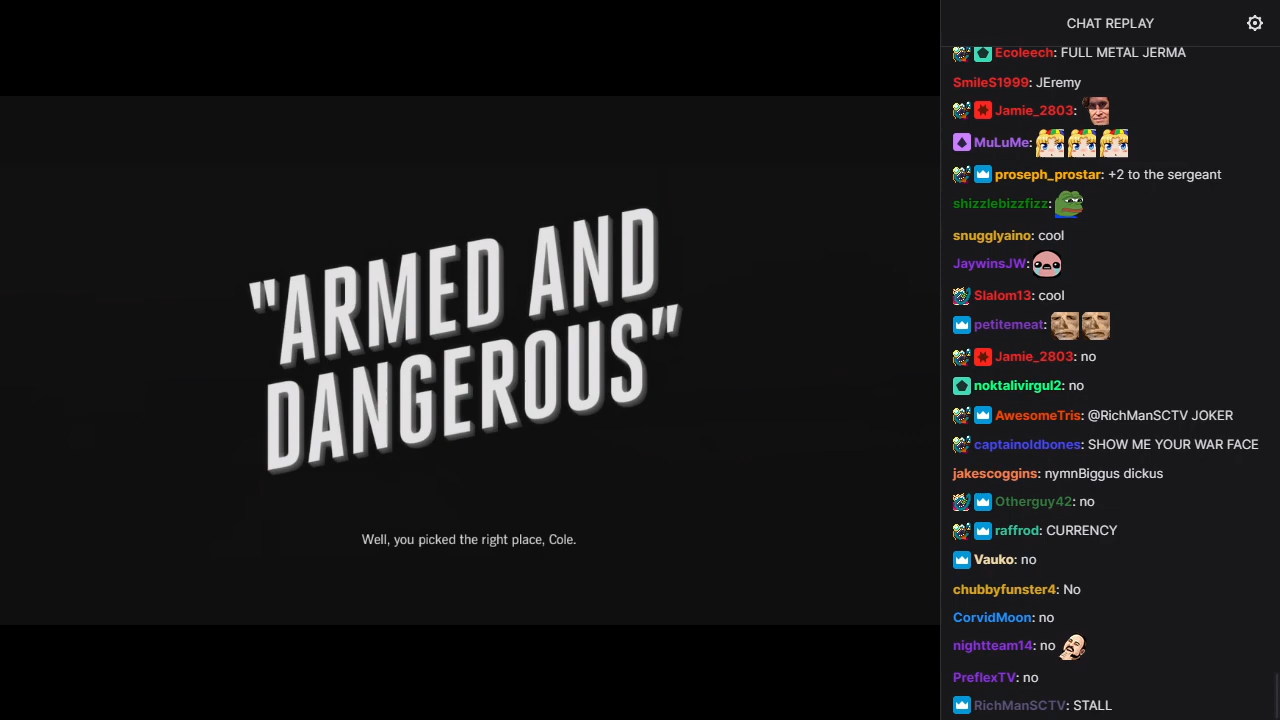 "ARMED AND
DANGEROUS"
Well, you picked the right place, Cole.
CHAT REPLAY
Ecoleech: FULL METAL JERMA
SmileS1999: JEremy
Jamie_2803:
MuLuMe:
proseph_prostar: +2 to the sergeant
shizzlebizzfizz:
snugglyaino: cool
JaywinsJW:
Slalom13: cool
petitemeat:
Jamie_2803: no
noktalivirgul2: no
AwesomeTris: @RichManSCTV JOKER
captainoldbones: SHOW ME YOUR WAR FACE
jakescoggins: nymnBiggus dickus
Otherguy42: no
raffrod: CURRENCY
Vauko: no
chubbyfunster4: No
CorvidMoon: no
nightteam14: no
PreflexTV: no
RichManSCTV: STALL